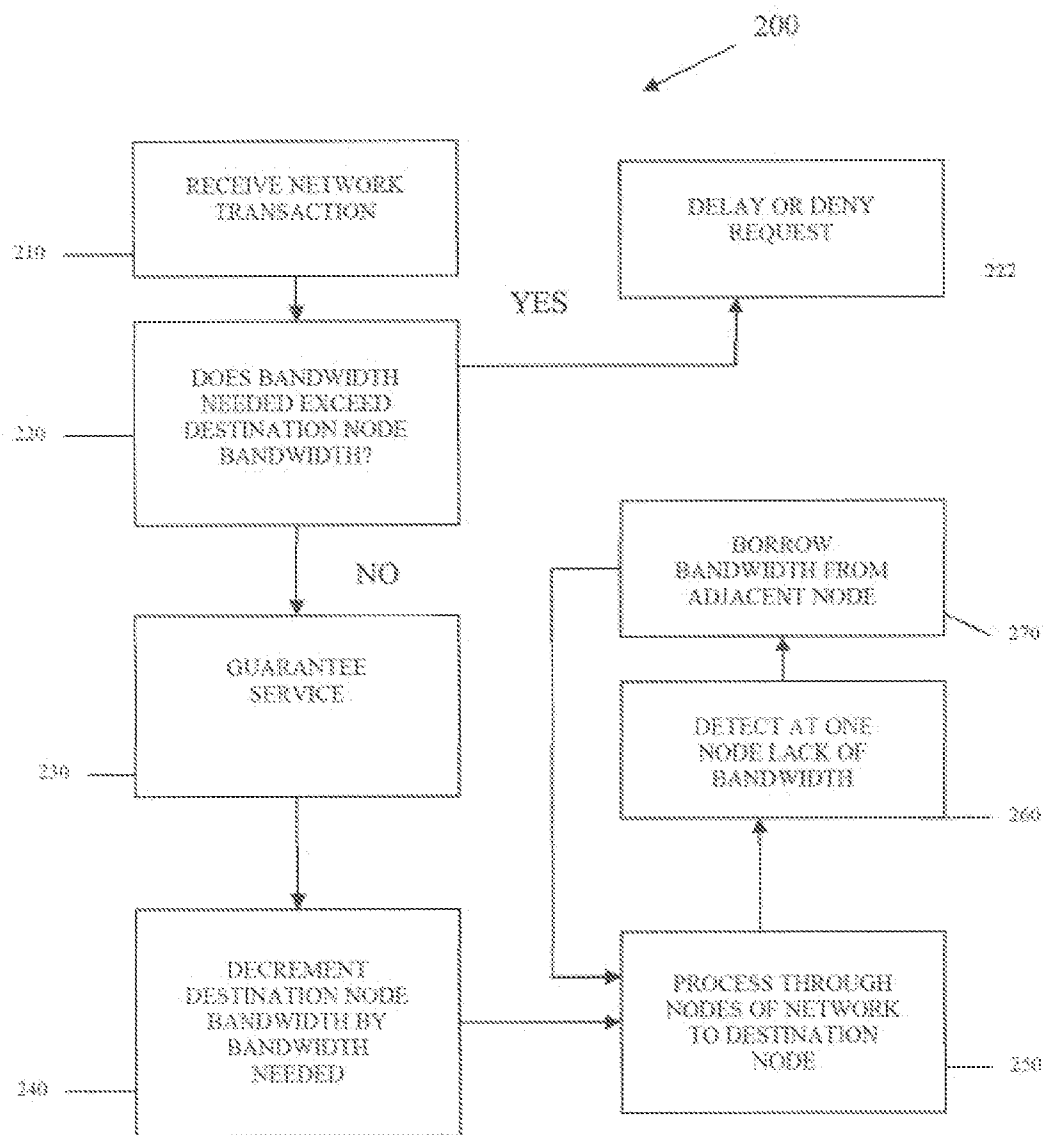 200
RECEIVE NETWORK
TRANSACTION
210
DELAY OR DENY
REQUEST
222
YES
DOES BANDWIDTH
NEEDED EXCEED
DESTINATION NODE
BANDWIDTH?
220
NO
GUARANTEE
SERVICE
230
DECREMENT
DESTINATION NODE
BANDWIDTH BY
BANDWIDTH
NEEDED
240
BORROW
BANDWIDTH FROM
ADJACENT NODE
270
DETECT AT ONE
NODE LACK OF
BANDWIDTH
260
PROCESS THROUGH
NODES OF NETWORK
TO DESTINATION
NODE
250